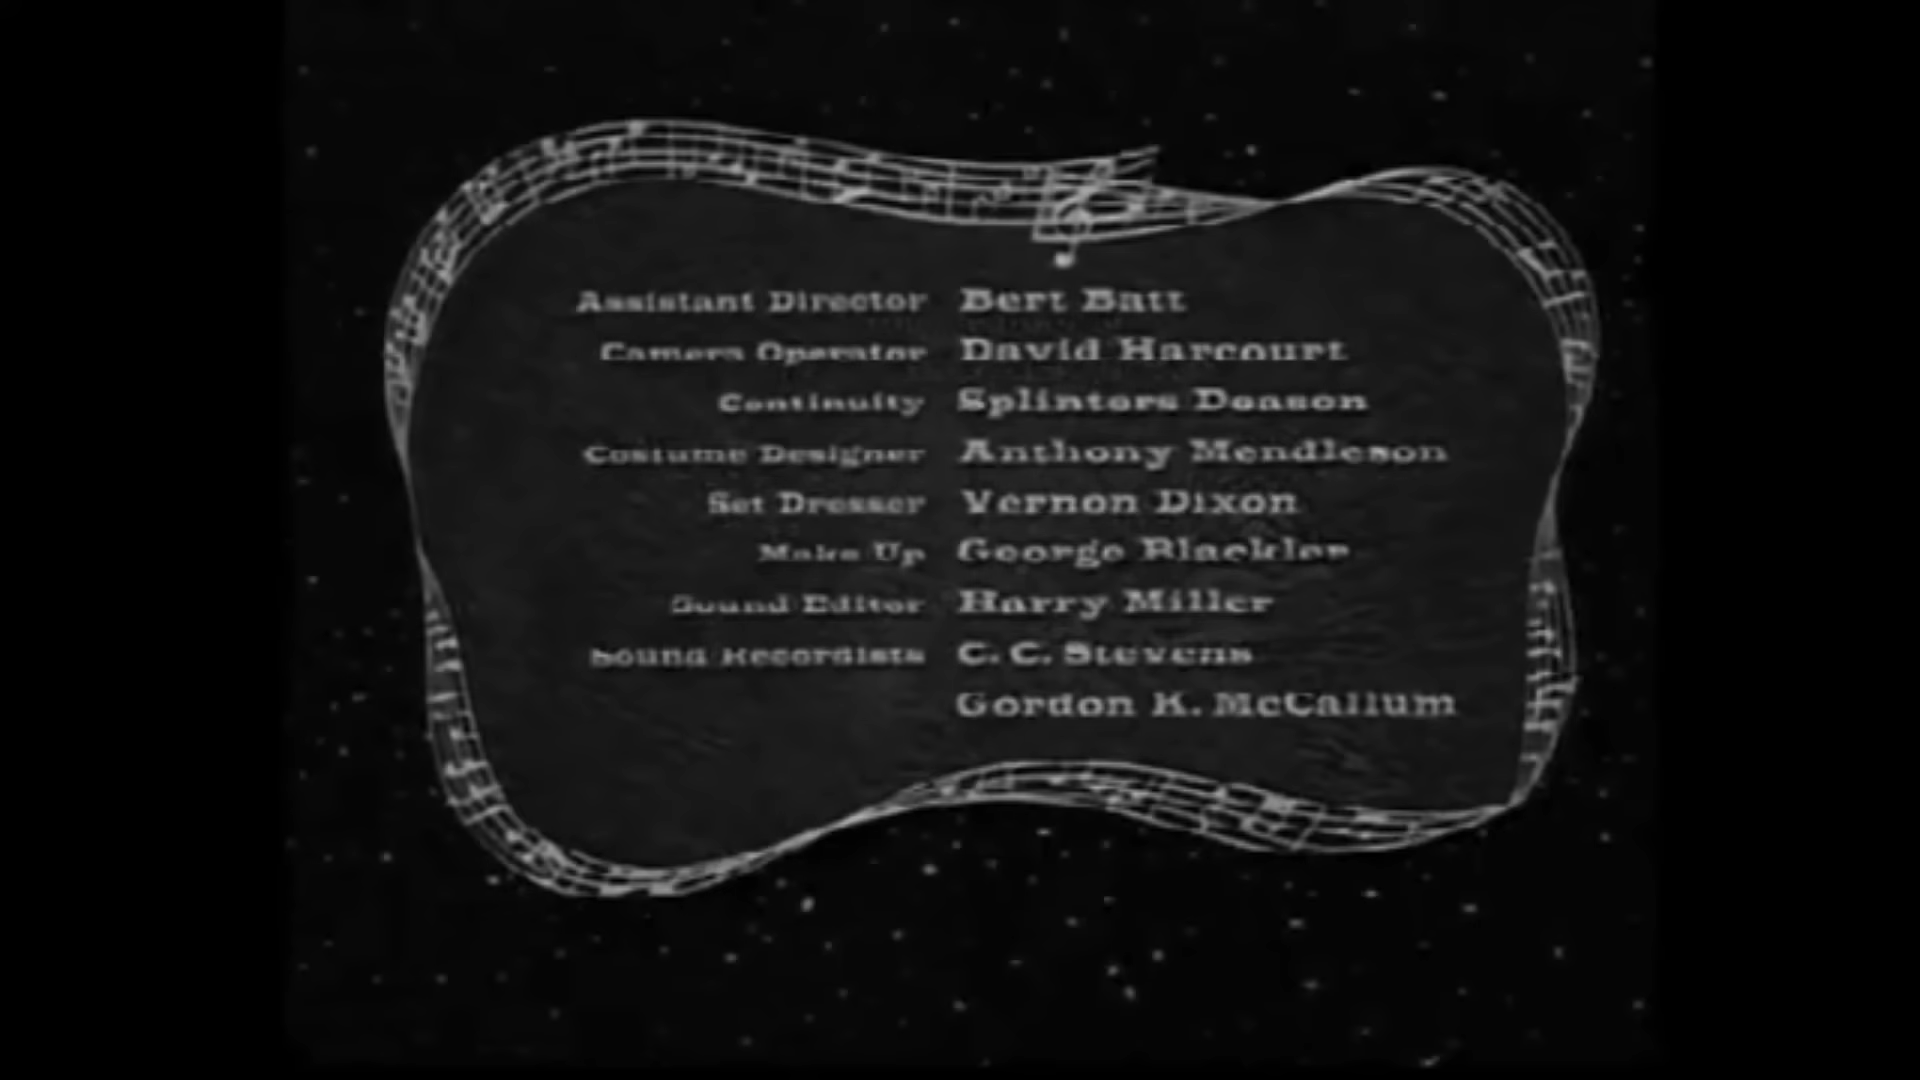 Assistant Director Bert Batt
Camera Operator David Harcourt
Continuity Splinters Deason
Costume Designer Anthony Mendleson
Set Dresser Vernon Dixon
Make Up George Blackler
Sound Editor Harry Miller
Sound Recordists C. C. Stevens
Gordon K. McCallum